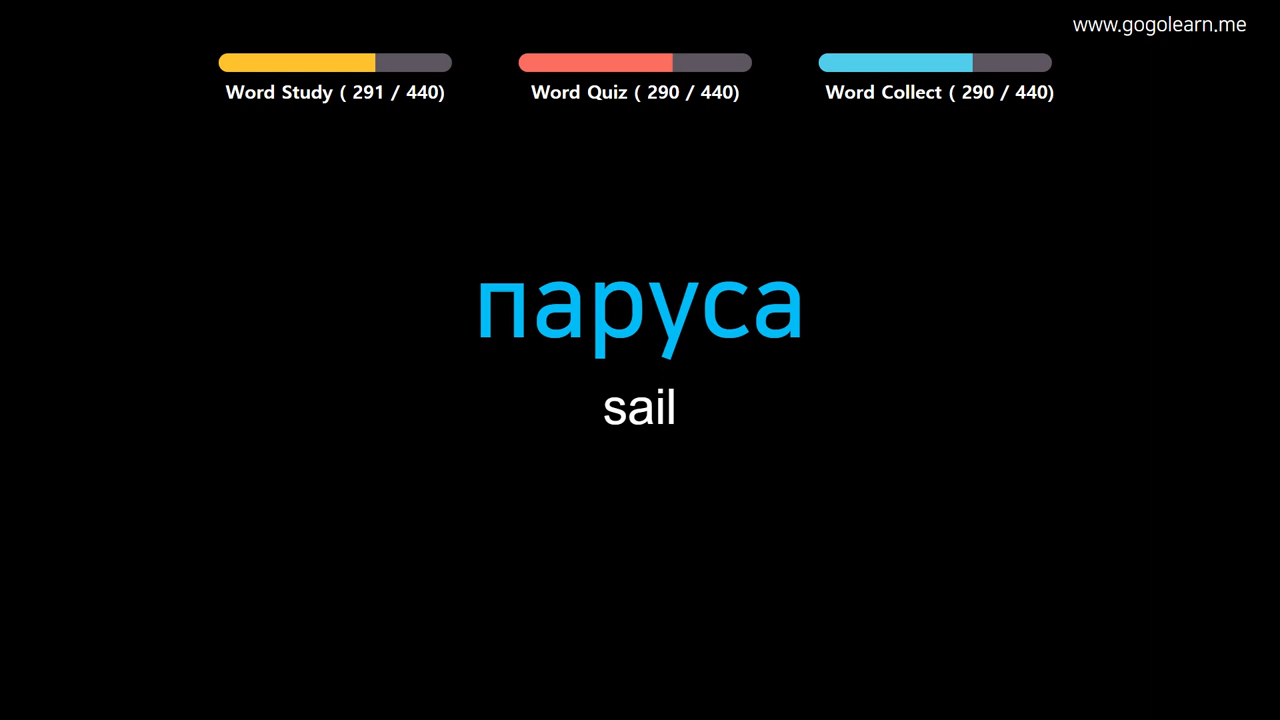 www.gogolearn.me
Word Study ( 291 / 440)
Word Quiz ( 290 / 440)
Word Collect ( 290 / 440)
паруса
sail